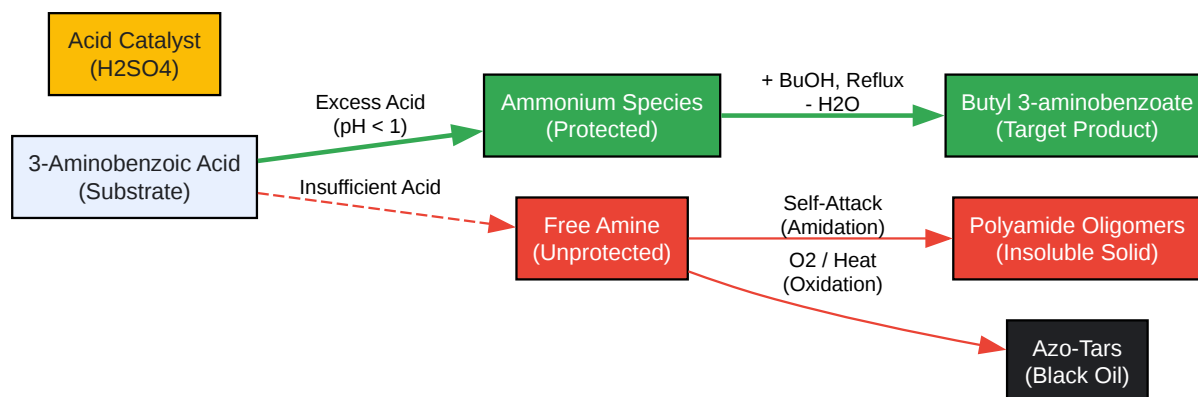 Acid Catalyst
(H2SO4)
3-Aminobenzoic Acid
(Substrate)
Excess Acid
(pH < 1)
Insufficient Acid
Ammonium Species
(Protected)
+ BuOH, Reflux
- H2O
Butyl 3-aminobenzoate
(Target Product)
Free Amine
(Unprotected)
Self-Attack
(Amidation)
Polyamide Oligomers
(Insoluble Solid)
O2 / Heat
(Oxidation)
Azo-Tars
(Black Oil)